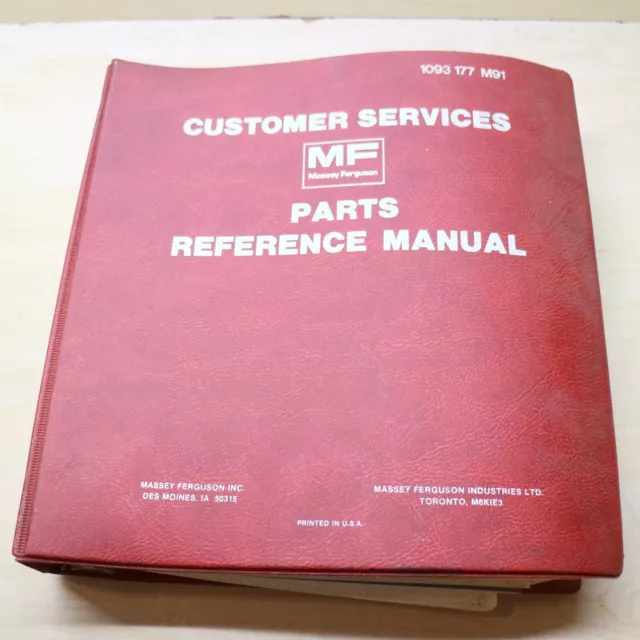 1093 177 M91
CUSTOMER SERVICES
MF
Massey Ferguson
PARTS
REFERENCE MANUAL
MASSEY FERGUSON INC.
DES MOINES, IA 50315
MASSEY FERGUSON INDUSTRIES LTD.
TORONTO, M6KIE3
PRINTED IN U.S.A.